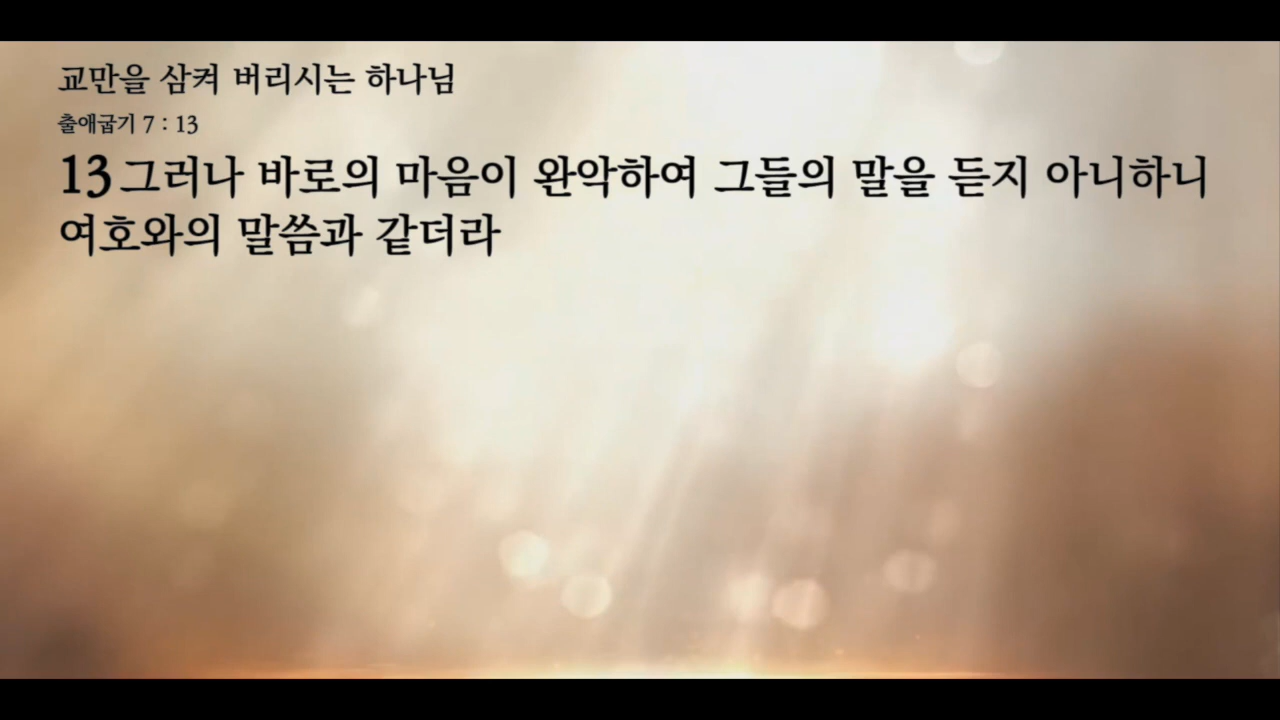 교만을 삼켜 버리시는 하나님
출애굽기 7 : 13
13 그러나 바로의 마음이 완악하여 그들의 말을 듣지 아니하니
여호와의 말씀과 같더라